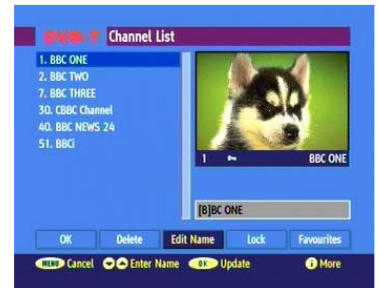 DVB-T Channel List
1. BBC ONE
2. BBC TWO
7. BBC THREE
30. CBBC Channel
40. BBC NEWS 24
51. BBCi
1 BBC ONE
[B]BC ONE
OK Delete Edit Name Lock Favourites
MENU Cancel Enter Name OK Update i More